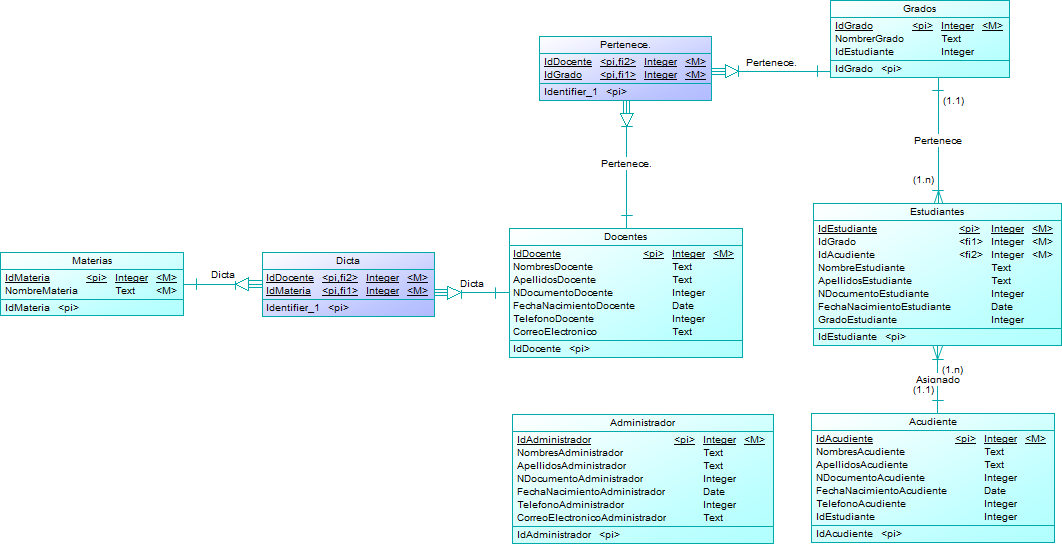 Grados
IdGrado <pi> Integer <M>
NombrerGrado Text
IdEstudiante Integer
IdGrado <pi>
Pertenece.
IdDocente <pi,fi2> Integer <M>
IdGrado <pi,fi1> Integer <M>
Identifier_1 <pi>
Pertenece.
(1.1)
Pertenece
(1.n)
Pertenece.
Estudiantes
IdEstudiante <pi> Integer <M>
IdGrado <fi1> Integer <M>
IdAcudiente <fi2> Integer <M>
NombreEstudiante Text
ApellidosEstudiante Text
NDocumentoEstudiante Integer
FechaNacimientoEstudiante Date
GradoEstudiante Integer
IdEstudiante <pi>
Docentes
IdDocente <pi> Integer <M>
NombresDocente Text
ApellidosDocente Text
NDocumentoDocente Integer
FechaNacimientoDocente Date
TelefonoDocente Integer
CorreoElectronico Text
IdDocente <pi>
Materias
IdMateria <pi> Integer <M>
NombreMateria Text <M>
IdMateria <pi>
Dicta
Dicta
IdDocente <pi,fi2> Integer <M>
IdMateria <pi,fi1> Integer <M>
Identifier_1 <pi>
Dicta
(1.n)
Asionado
(1.1)
Administrador
IdAdministrador <pi> Integer <M>
NombresAdministrador Text
ApellidosAdministrador Text
NDocumentoAdministrador Integer
FechaNacimientoAdministrador Date
TelefonoAdministrador Integer
CorreoElectronicoAdministrador Text
IdAdministrador <pi>
Acudiente
IdAcudiente <pi> Integer <M>
NombresAcudiente Text
ApellidosAcudiente Text
NDocumentoAcudiente Integer
FechaNacimientoAcudiente Date
TelefonoAcudiente Integer
IdEstudiante Integer
IdAcudiente <pi>